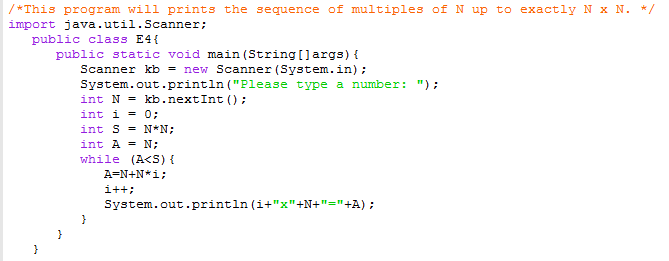 /*This program will prints the sequence of multiples of N up to exactly N x N. */
import java.util.Scanner;
public class E4{
public static void main(String[]args){
Scanner kb = new Scanner(System.in);
System.out.println("Please type a number: ");
int N = kb.nextInt();
int i = 0;
int S = N*N;
int A = N;
while (A<S){
A=N+N*i;
i++;
System.out.println(i+"x"+N+"="+A);
}
}
}